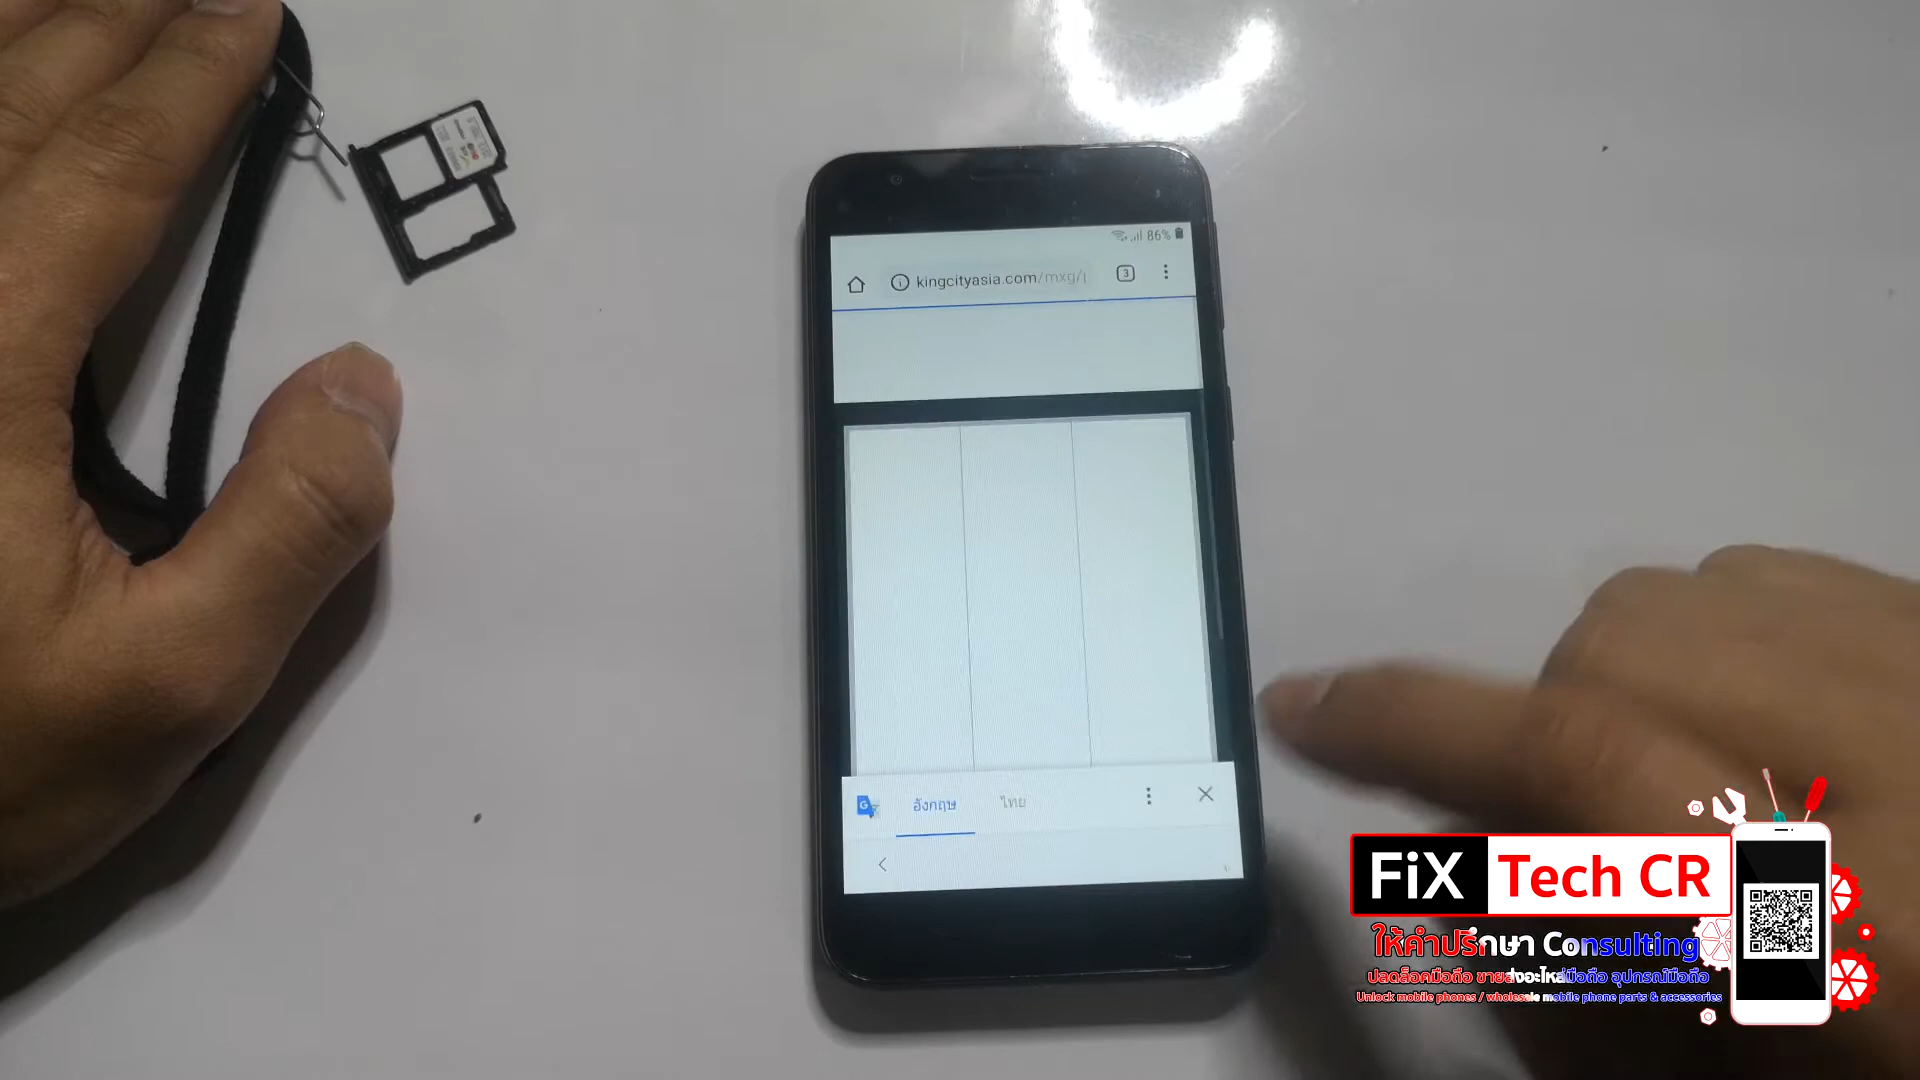 86%
kingcityasia.com/mxg/
3
อังกฤษ
ไทย
FiX Tech CR
ให้คำปรึกษา Consulting
ปลดล็อคมือถือ ขายส่งอะไหล่มือถือ อุปกรณ์มือถือ
Unlock mobile phones / wholesale mobile phone parts & accessories